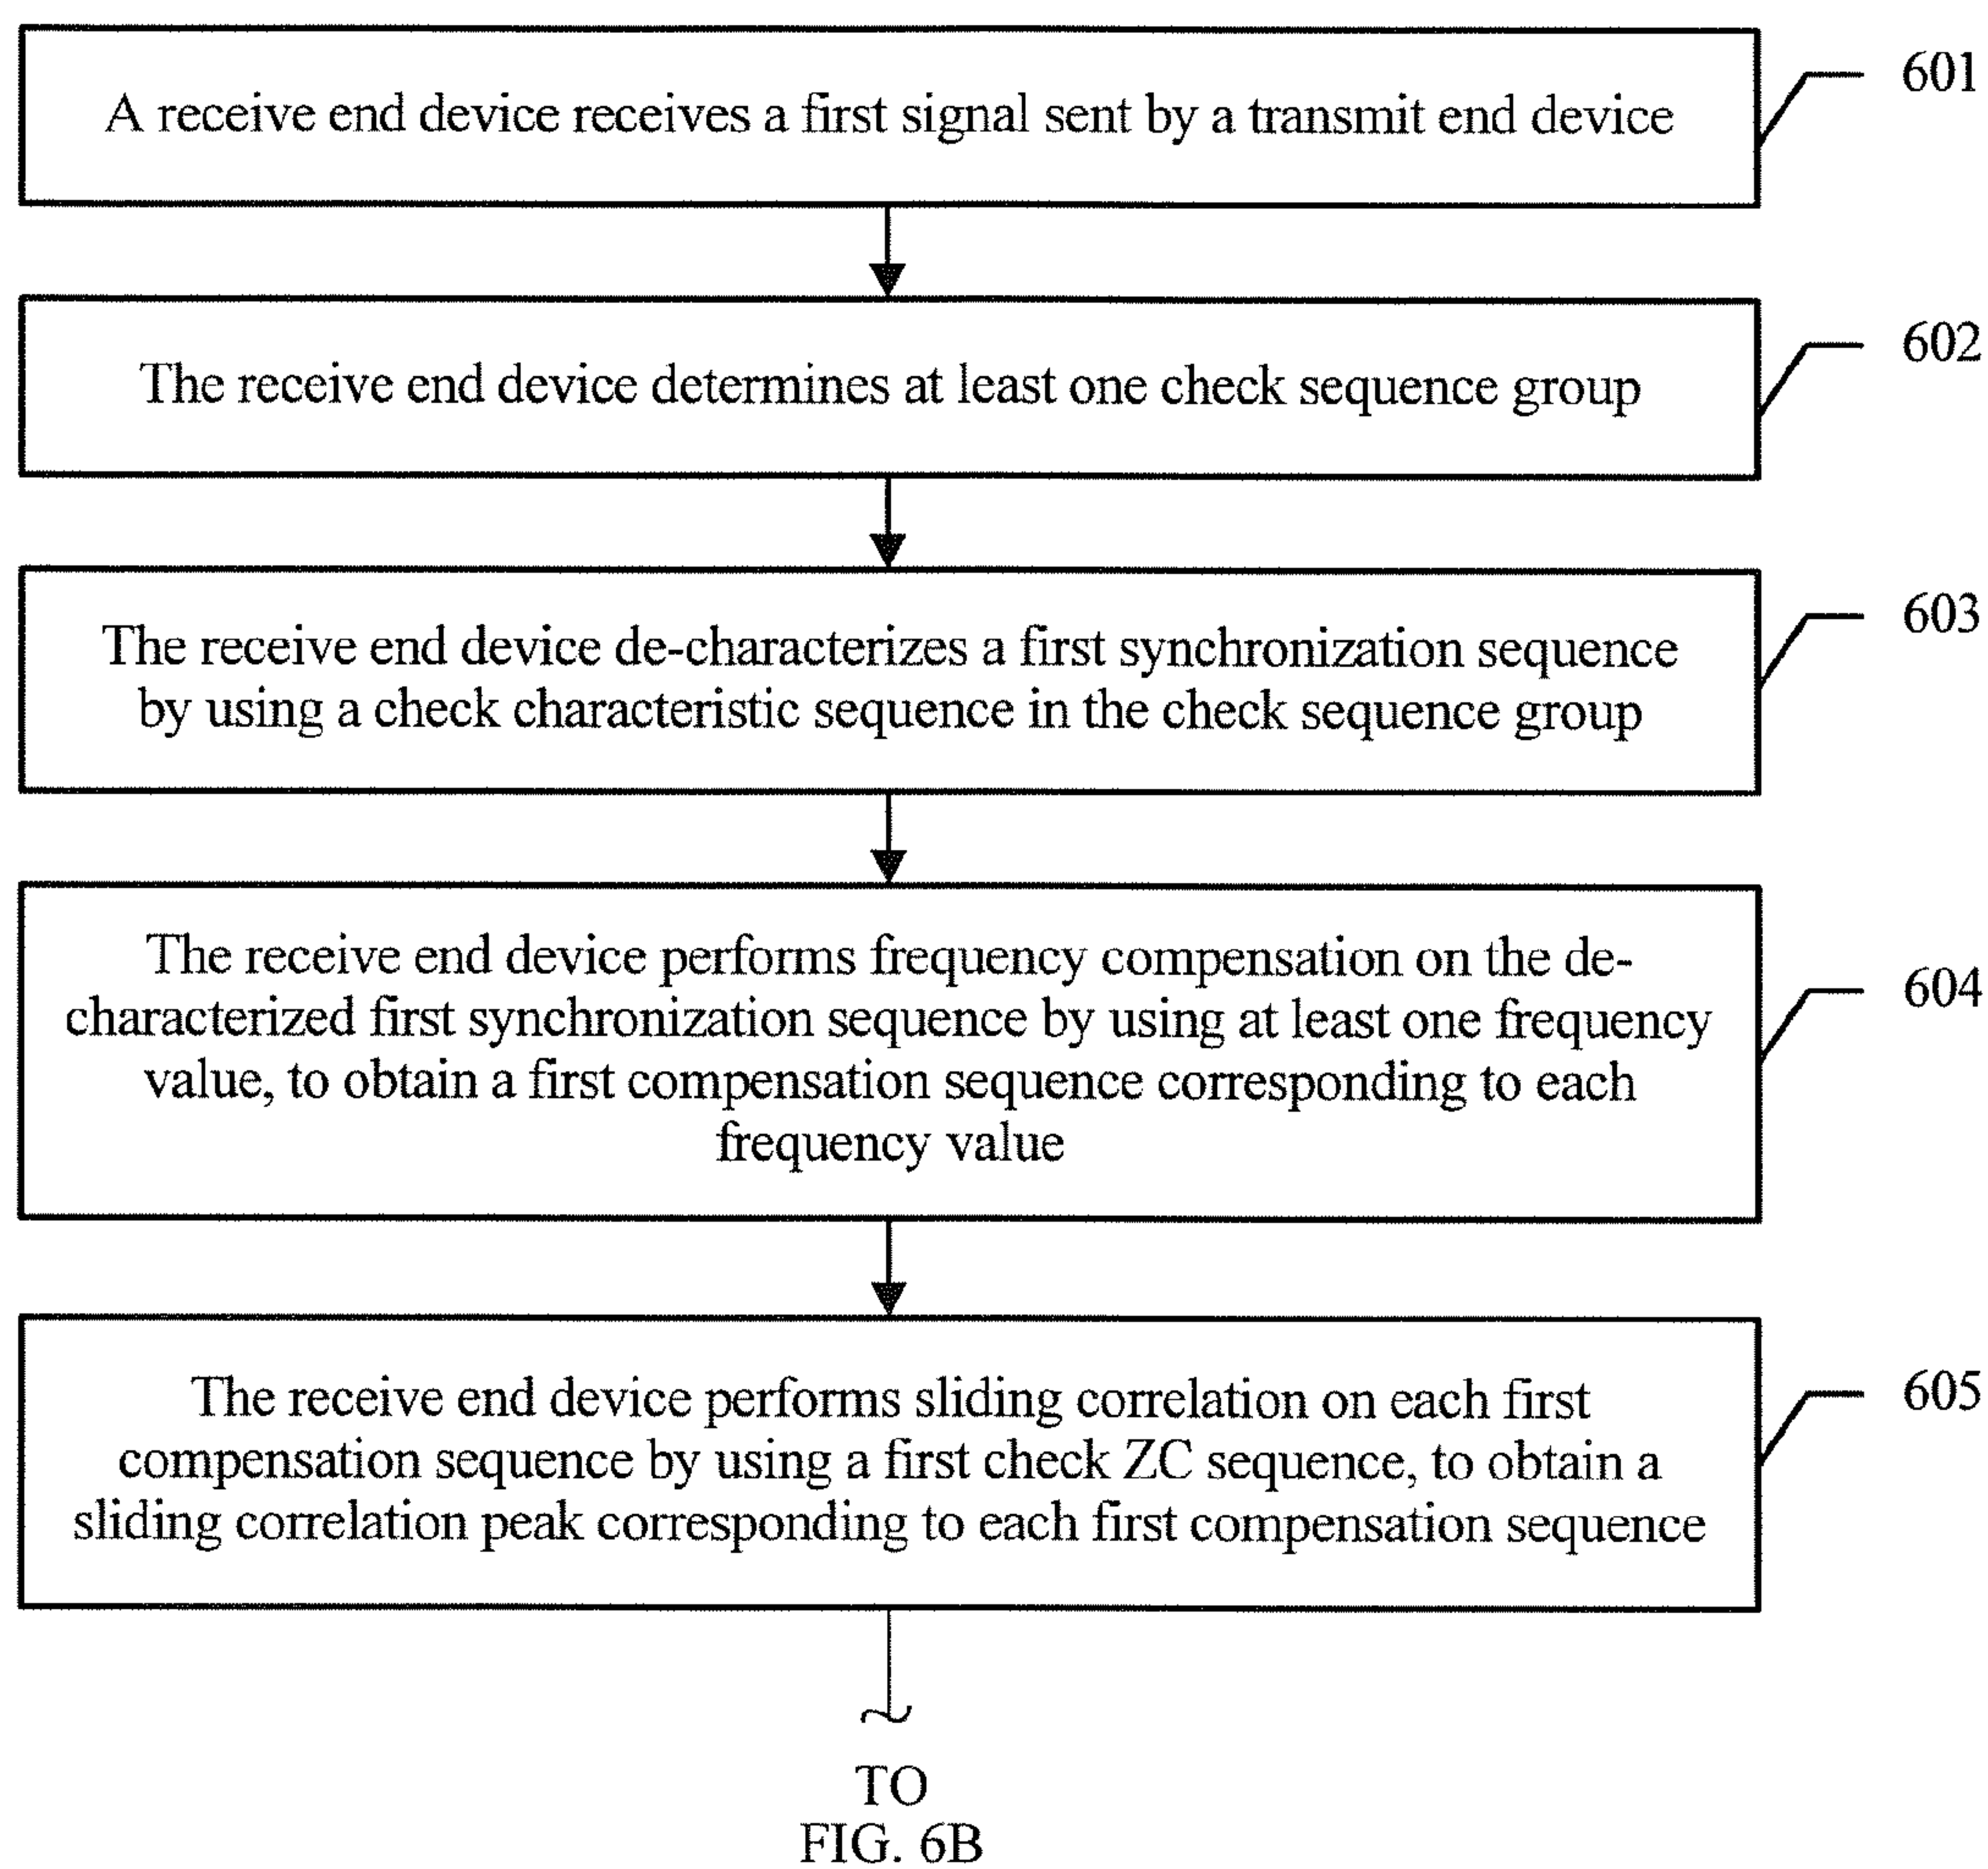 A receive end device receives a first signal sent by a transmit end device
601
The receive end device determines at least one check sequence group
602
The receive end device de-characterizes a first synchronization sequence
by using a check characteristic sequence in the check sequence group
603
The receive end device performs frequency compensation on the de-
characterized first synchronization sequence by using at least one frequency
value, to obtain a first compensation sequence corresponding to each
frequency value
604
The receive end device performs sliding correlation on each first
compensation sequence by using a first check ZC sequence, to obtain a
sliding correlation peak corresponding to each first compensation sequence
605
TO
FIG. 6B